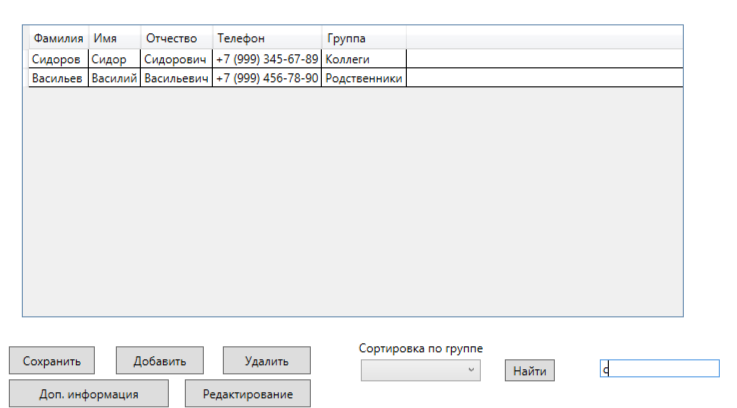 Фамилия Имя Отчество Телефон Группа
Сидоров Сидор Сидорович +7 (999) 345-67-89 Коллеги
Васильев Василий Васильевич +7 (999) 456-78-90 Родственники
Сортировка по группе
Сохранить Добавить Удалить Найти с
Доп. информация Редактирование